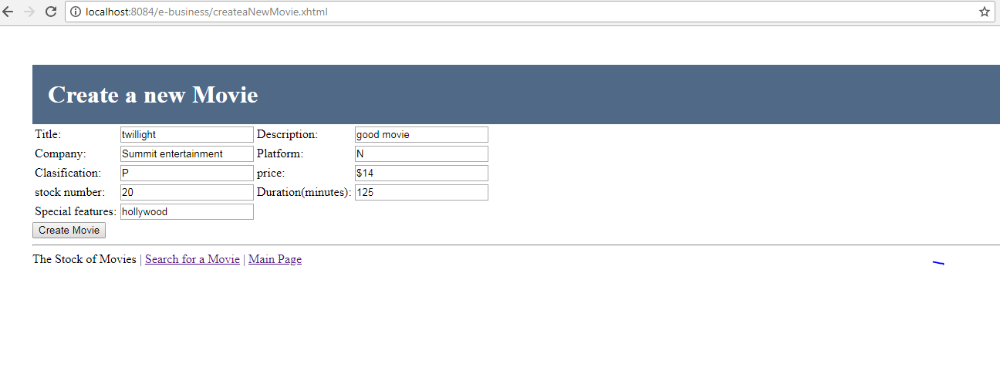 localhost:8084/e-business/createaNewMovie.xhtml
Create a new Movie
Title: twillight Description: good movie
Company: Summit entertainment Platform: N
Clasification: P price: $14
stock number: 20 Duration(minutes): 125
Special features: hollywood
Create Movie
The Stock of Movies | Search for a Movie | Main Page